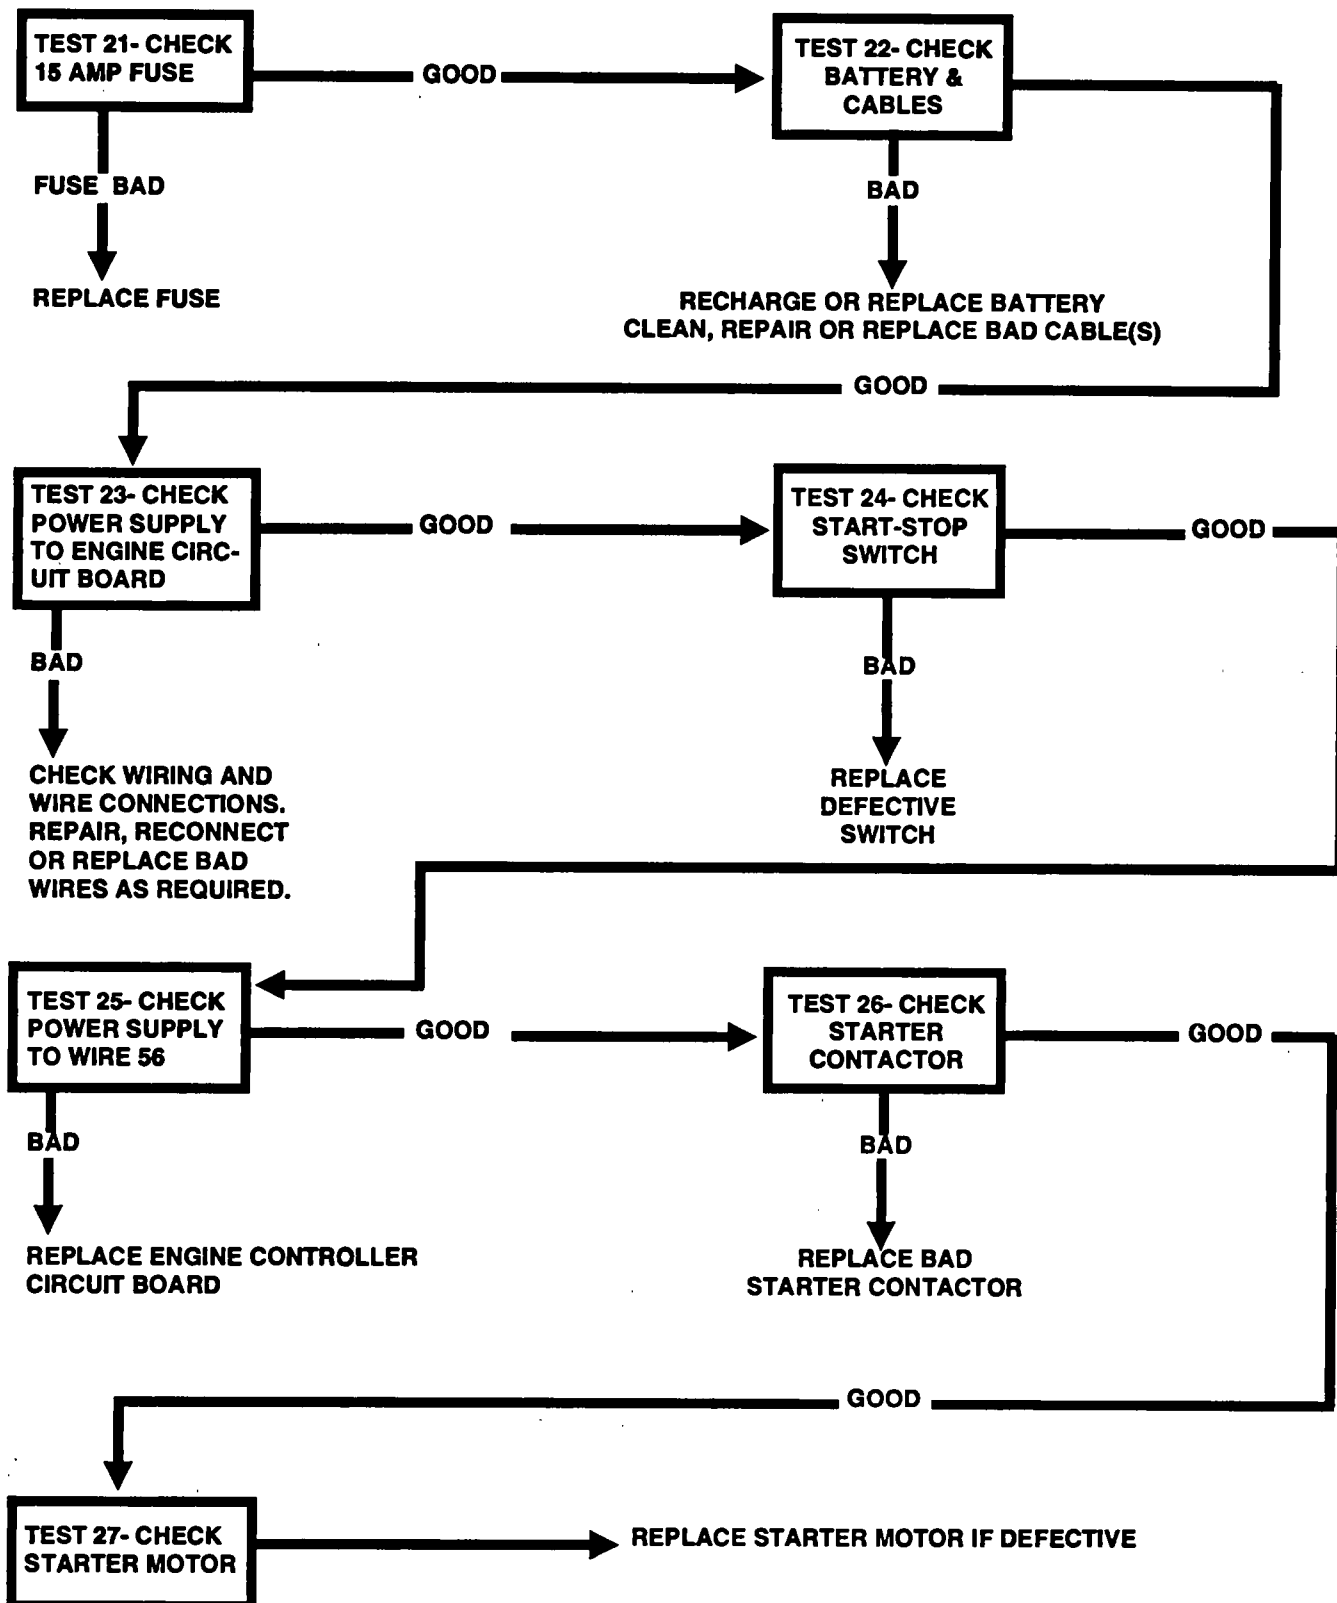 TEST 21- CHECK
15 AMP FUSE
GOOD
TEST 22- CHECK
BATTERY &
CABLES
FUSE BAD
REPLACE FUSE
BAD
RECHARGE OR REPLACE BATTERY
CLEAN, REPAIR OR REPLACE BAD CABLE(S)
GOOD
TEST 23- CHECK
POWER SUPPLY
TO ENGINE CIRC-
UIT BOARD
GOOD
TEST 24- CHECK
START-STOP
SWITCH
GOOD
BAD
CHECK WIRING AND
WIRE CONNECTIONS.
REPAIR, RECONNECT
OR REPLACE BAD
WIRES AS REQUIRED.
BAD
REPLACE
DEFECTIVE
SWITCH
TEST 25- CHECK
POWER SUPPLY
TO WIRE 56
GOOD
TEST 26- CHECK
STARTER
CONTACTOR
GOOD
BAD
REPLACE ENGINE CONTROLLER
CIRCUIT BOARD
BAD
REPLACE BAD
STARTER CONTACTOR
GOOD
TEST 27- CHECK
STARTER MOTOR
REPLACE STARTER MOTOR IF DEFECTIVE